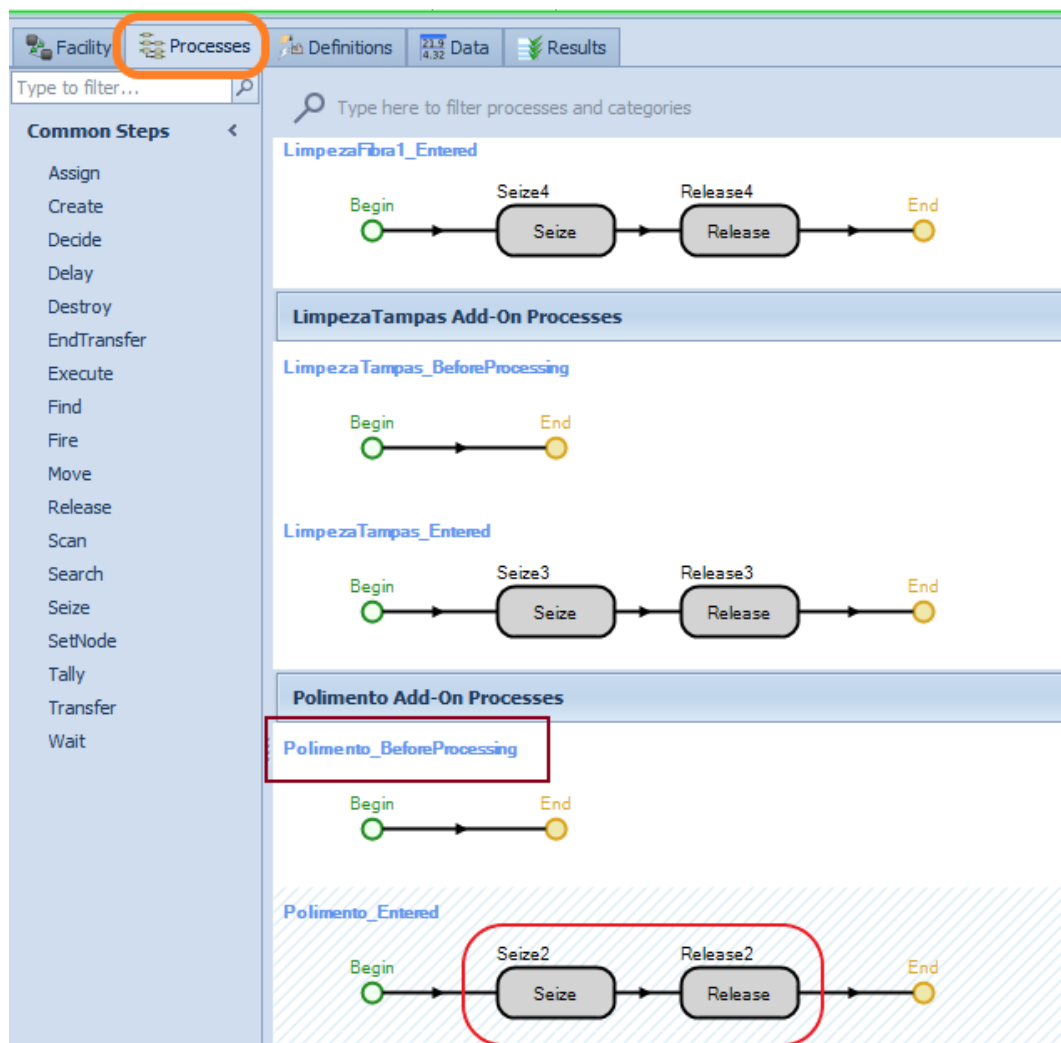 Facility Processes Definitions 21.9 4.32 Data Results
Type to filter...
Type here to filter processes and categories
Common Steps <
Assign
Create
Decide
Delay
Destroy
EndTransfer
Execute
Find
Fire
Move
Release
Scan
Search
Seize
SetNode
Tally
Transfer
Wait
LimpezaFibra1_Entered
Seize4 Release4
Begin End
Seize Release
LimpezaTampas Add-On Processes
LimpezaTampas_BeforeProcessing
Begin End
LimpezaTampas_Entered
Seize3 Release3
Begin End
Seize Release
Polimento Add-On Processes
Polimento_BeforeProcessing
Begin End
Polimento_Entered
Seize2 Release2
Begin End
Seize Release